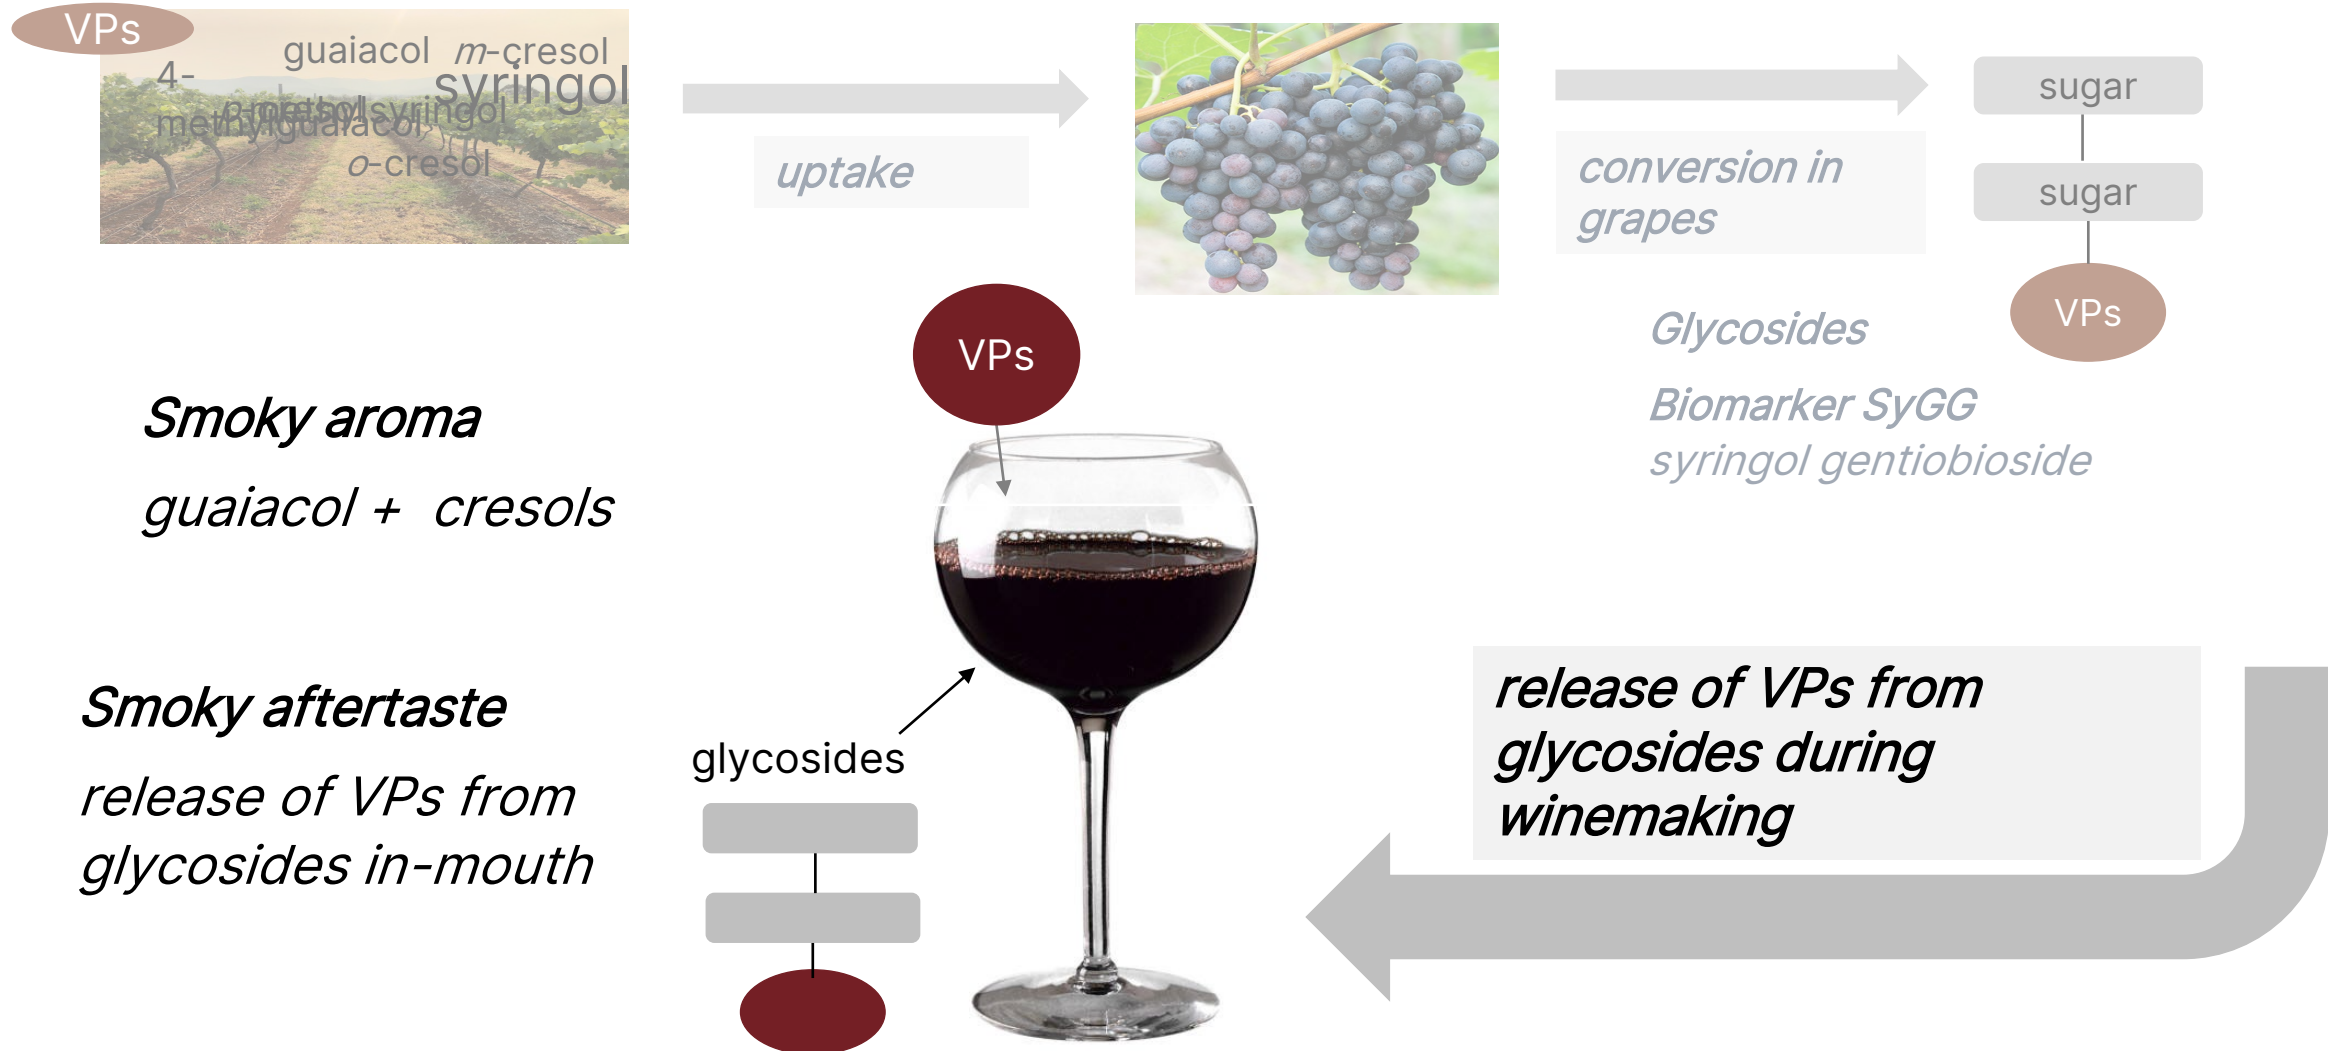 VPs
guaiacol
m-cresol
4-
syringol
methylguaiacol
o-cresol
uptake
conversion in
grapes
sugar
sugar
VPs
Glycosides
Biomarker SyGG
syringol gentiobioside
VPs
Smoky aroma
guaiacol + cresols
Smoky aftertaste
release of VPs from
glycosides in-mouth
glycosides
release of VPs from
glycosides during
winemaking